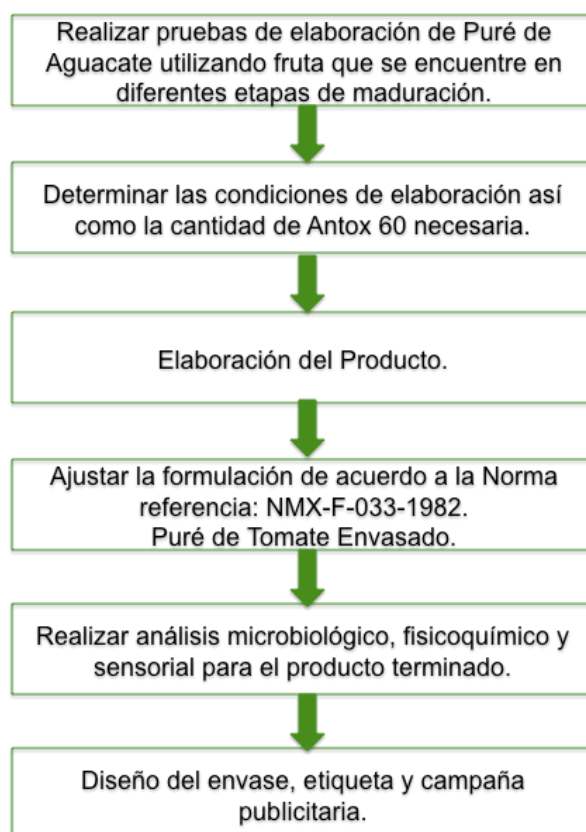 Realizar pruebas de elaboración de Puré de
Aguacate utilizando fruta que se encuentre en
diferentes etapas de maduración.
Determinar las condiciones de elaboración así
como la cantidad de Antox 60 necesaria.
Elaboración del Producto.
Ajustar la formulación de acuerdo a la Norma
referencia: NMX-F-033-1982.
Puré de Tomate Envasado.
Realizar análisis microbiológico, fisicoquímico y
sensorial para el producto terminado.
Diseño del envase, etiqueta y campaña
publicitaria.